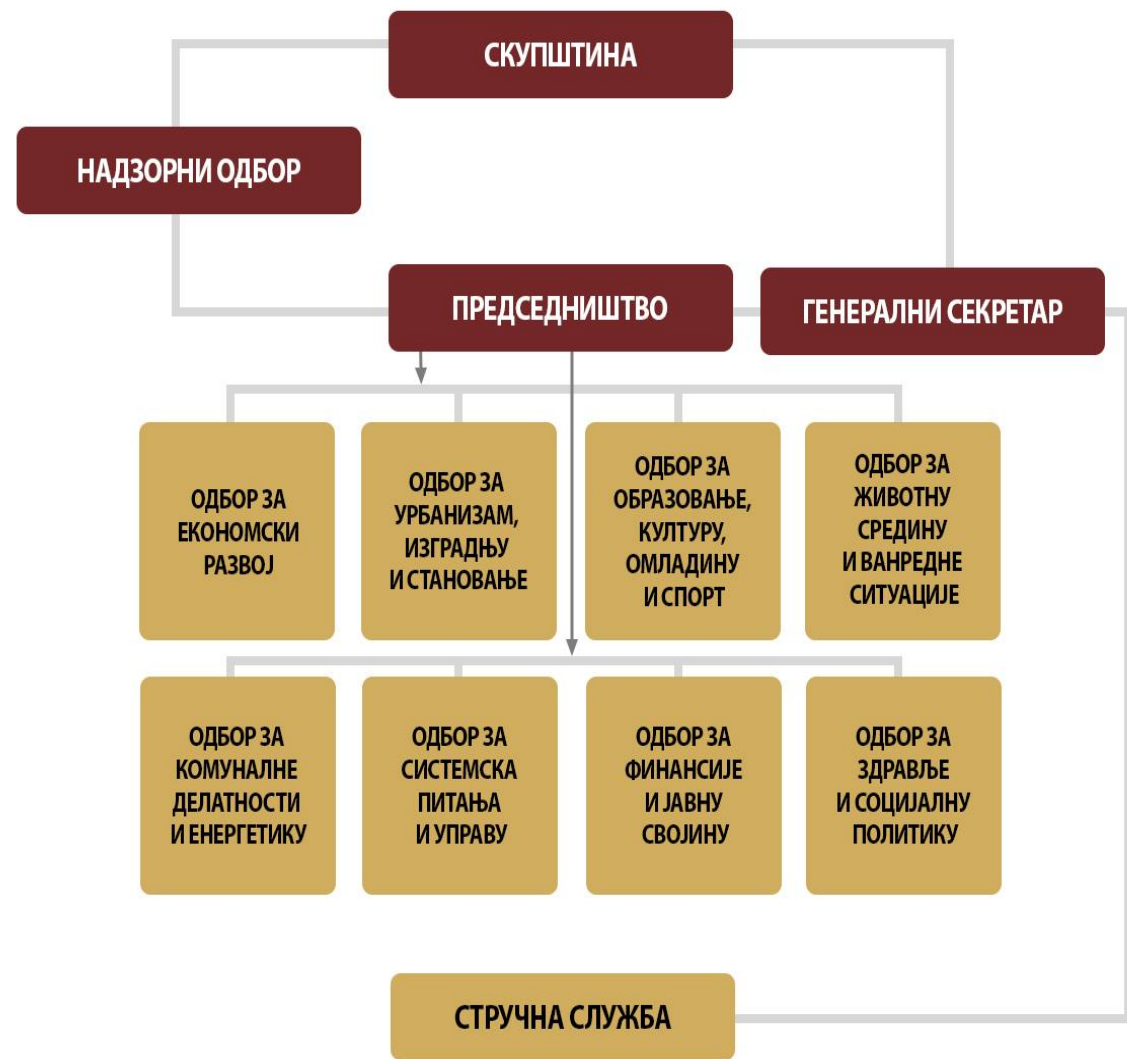 СКУПШТИНА
НАДЗОРНИ ОДБОР
ПРЕДСЕДНИШТВО
ГЕНЕРАЛНИ СЕКРЕТАР
ОДБОР ЗА
ЕКОНОМСКИ
РАЗВОЈ
ОДБОР ЗА
УРБАНИЗАМ,
ИЗГРАДЊУ
И СТАНОВАЊЕ
ОДБОР ЗА
ОБРАЗОВАЊЕ,
КУЛТУРУ,
ОМЛАДИНУ
И СПОРТ
ОДБОР ЗА
ЖИВОТНУ
СРЕДИНУ
И ВАНРЕДНЕ
СИТУАЦИЈЕ
ОДБОР ЗА
КОМУНАЛНЕ
ДЕЛАТНОСТИ
И ЕНЕРГЕТИКУ
ОДБОР ЗА
СИСТЕМСКА
ПИТАЊА
И УПРАВУ
ОДБОР ЗА
ФИНАНСИЈЕ
И ЈАВНУ
СВОЈИНУ
ОДБОР ЗА
ЗДРАВЉЕ
И СОЦИЈАЛНУ
ПОЛИТИКУ
СТРУЧНА СЛУЖБА